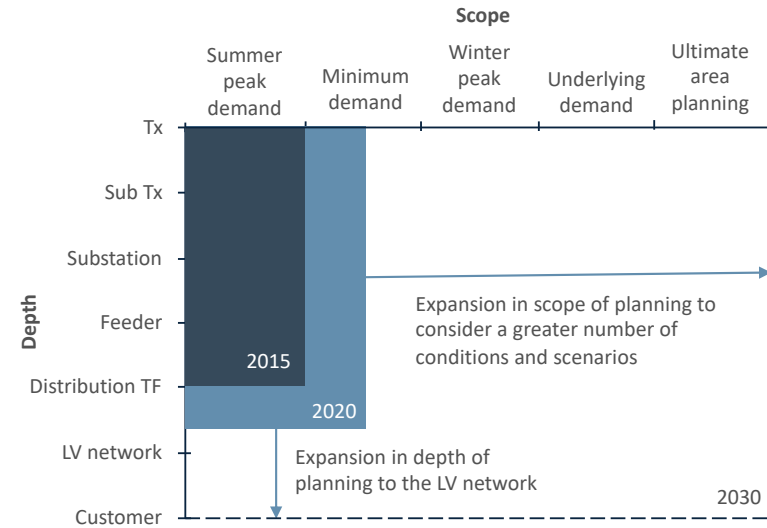 Scope
Summer
peak
demand
Minimum
demand
Winter
peak
demand
Underlying
demand
Ultimate
area
planning
Depth
Tx
Sub Tx
Substation
Feeder
Distribution TF
LV network
Customer
2015
2020
Expansion in scope of planning to
consider a greater number of
conditions and scenarios
Expansion in depth of
planning to the LV network
2030